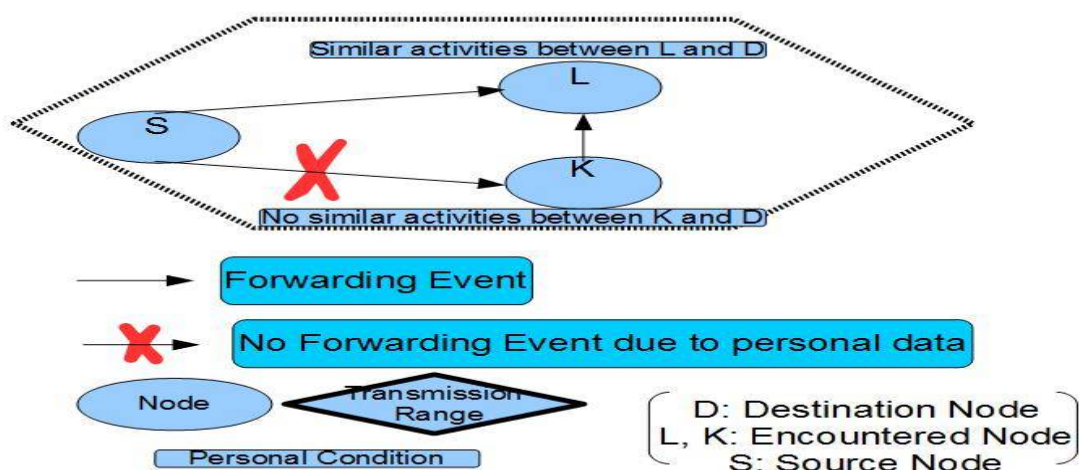 Similar activities between L and D
L
S
K
No similar activities between K and D
Forwarding Event
No Forwarding Event due to personal data
Node
Transmission
Range
Personal Condition
D: Destination Node
L, K: Encountered Node
S: Source Node